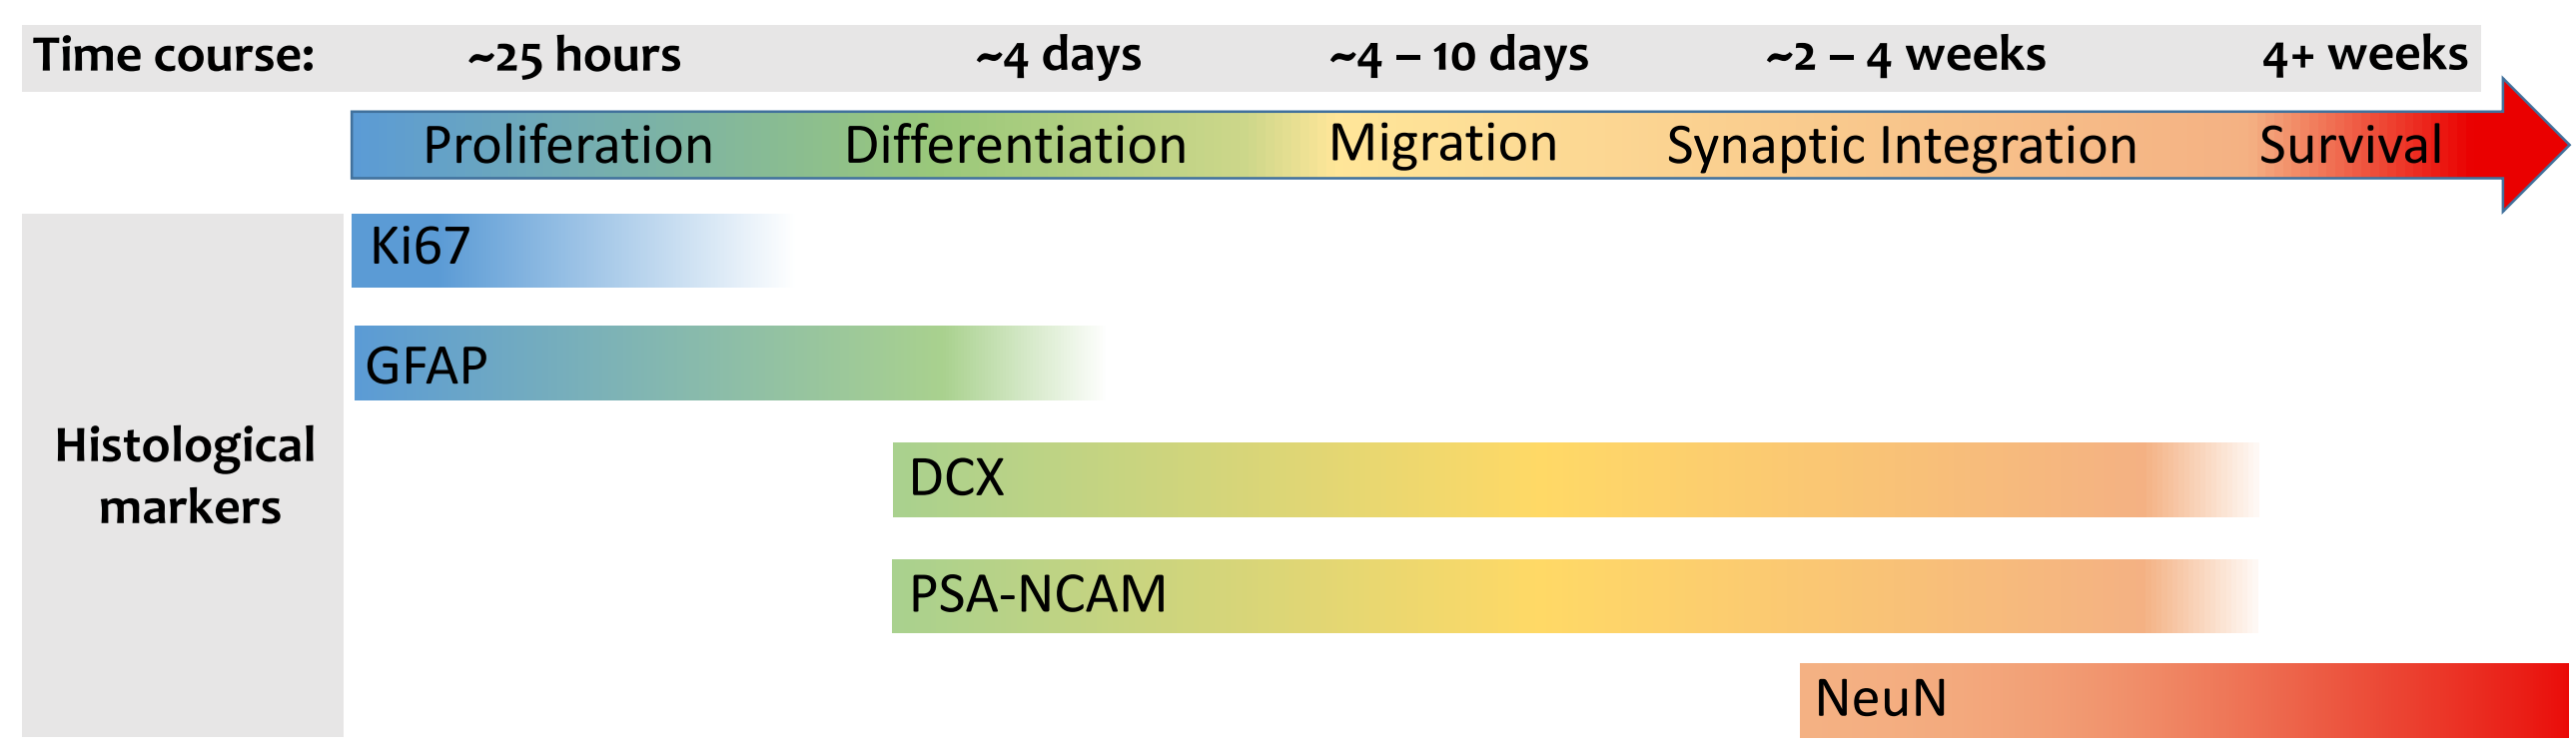 Time course: ~25 hours ~4 days ~4 – 10 days ~2 – 4 weeks 4+ weeks
Proliferation Differentiation Migration Synaptic Integration Survival
Ki67
GFAP
Histological
markers
DCX
PSA-NCAM
NeuN